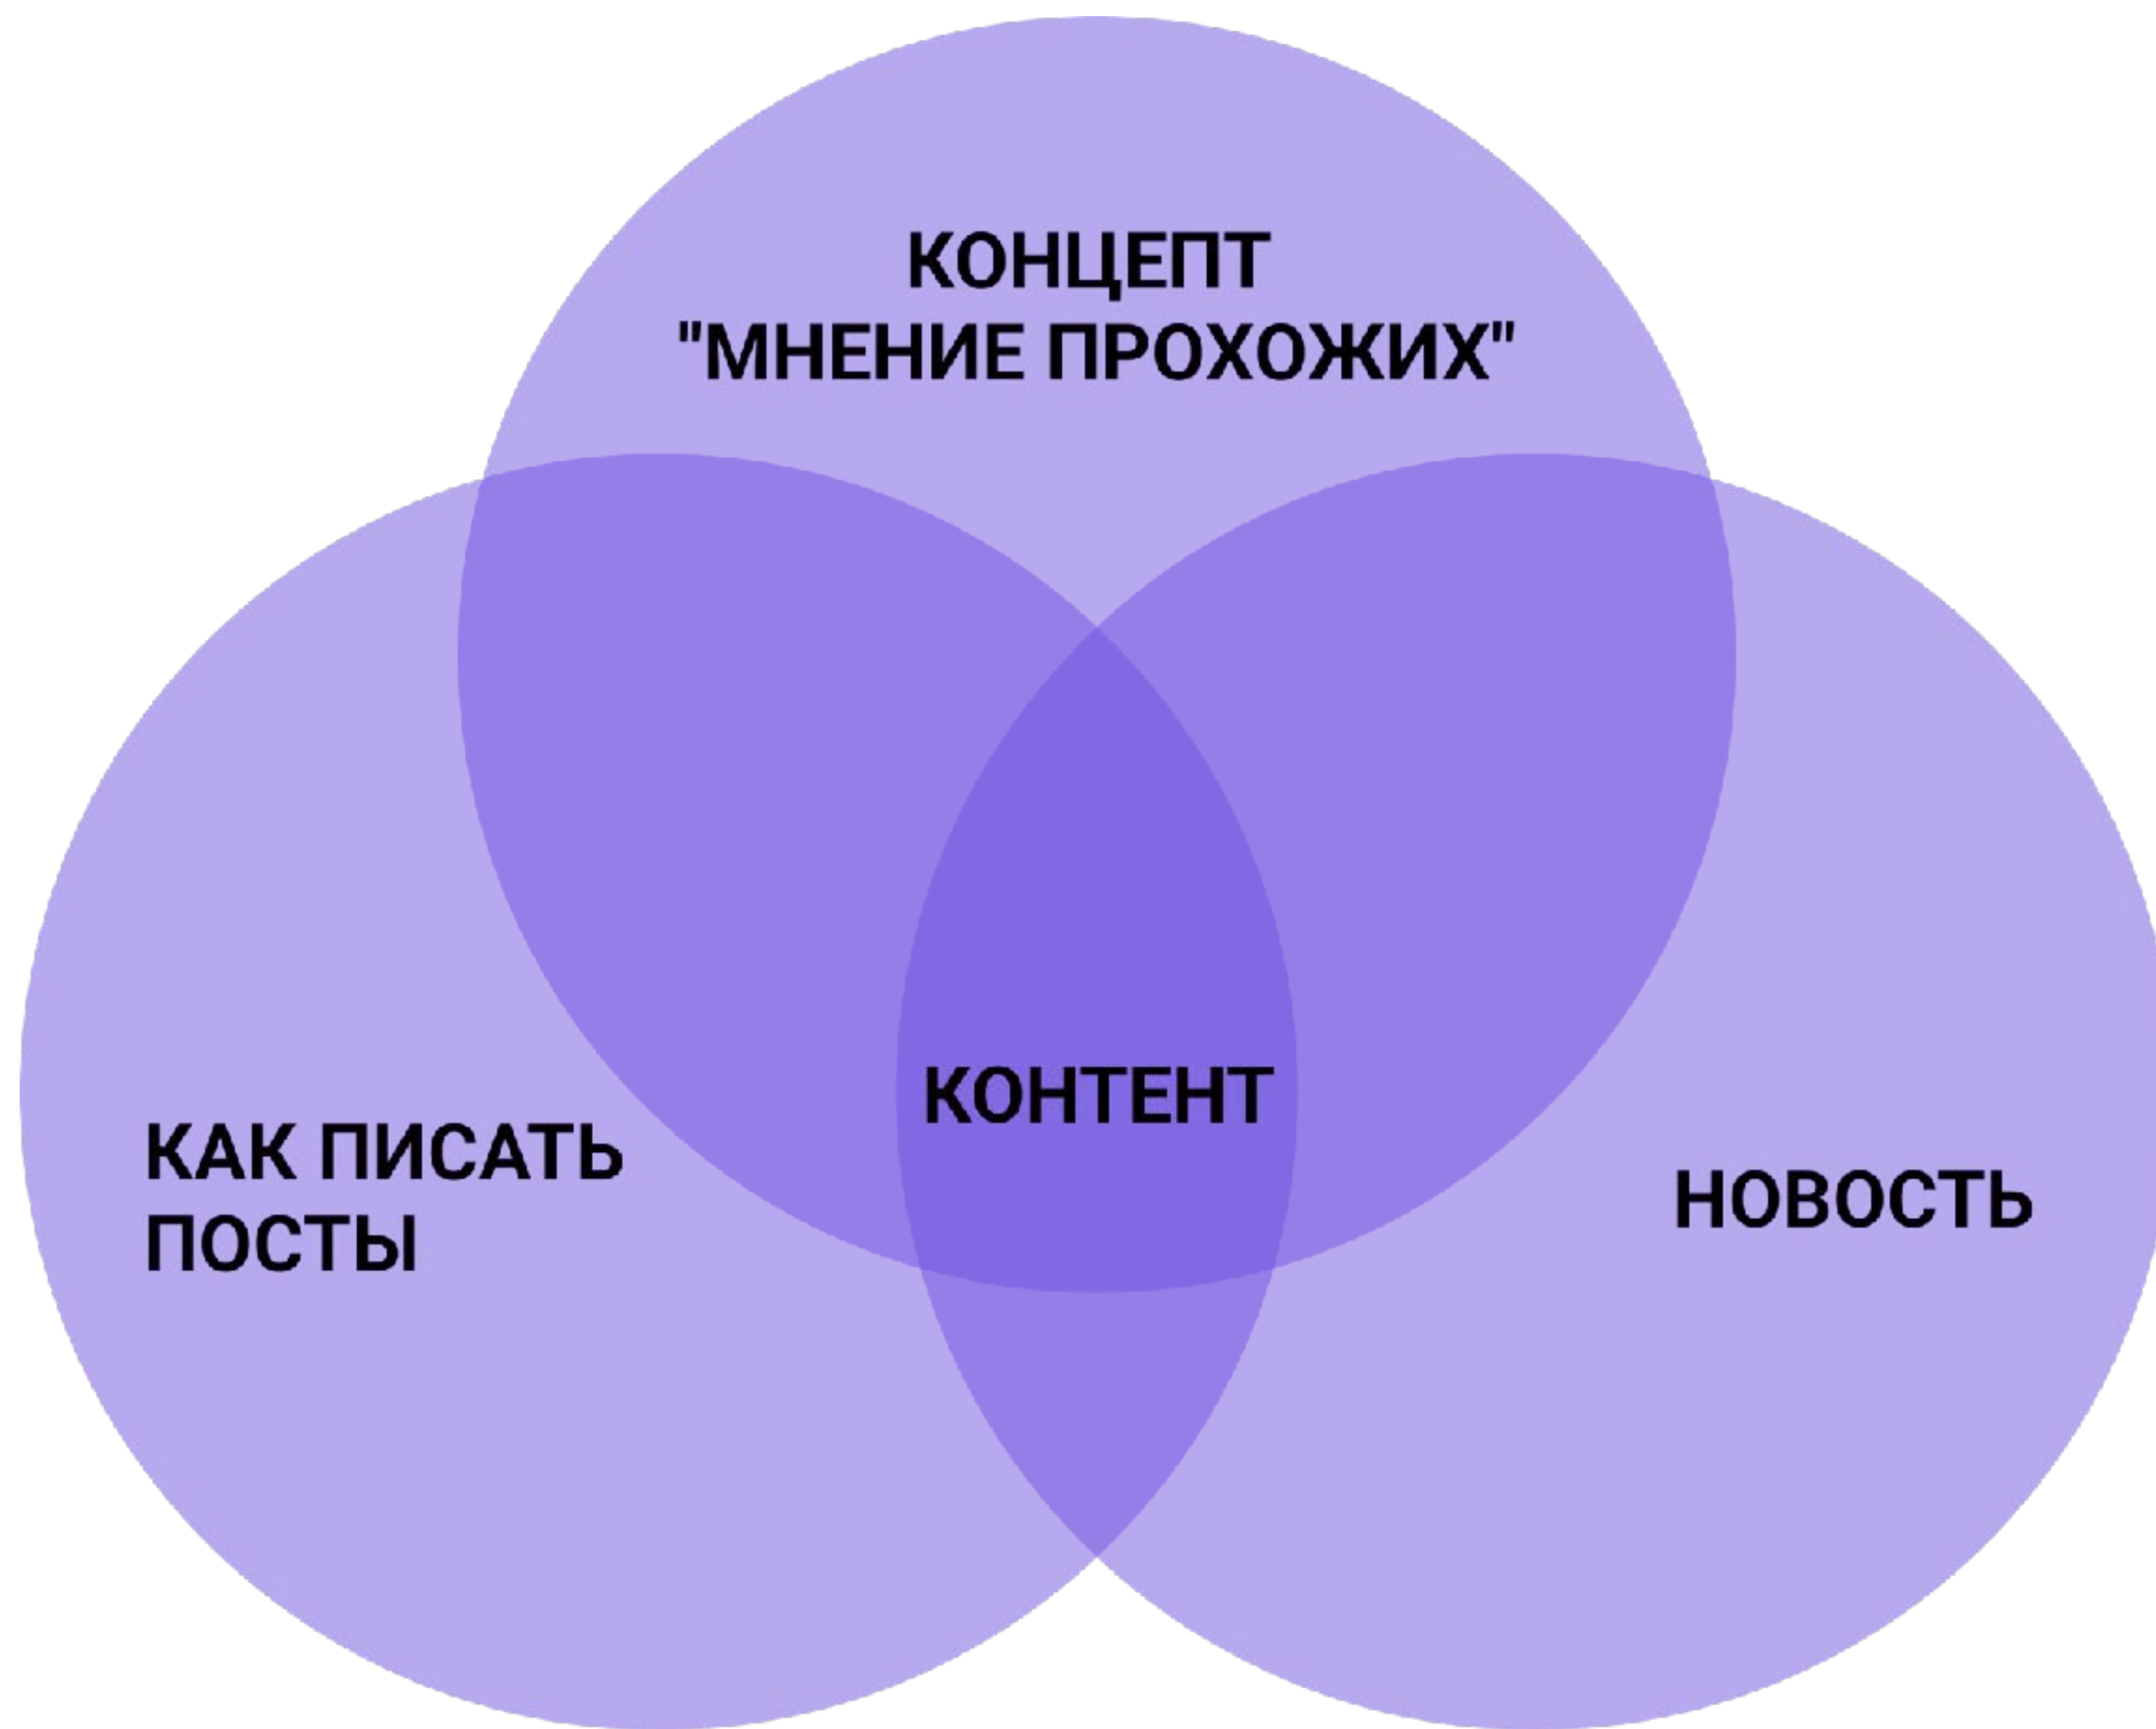 КОНЦЕПТ
"МНЕНИЕ ПРОХОЖИХ"
КОНТЕНТ
КАК ПИСАТЬ
ПОСТЫ
НОВОСТЬ